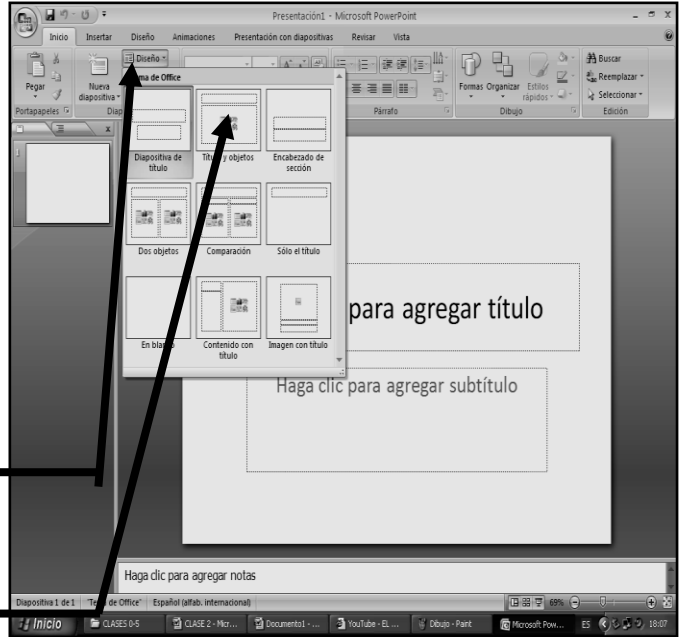 Presentación1 - Microsoft PowerPoint
Inicio Insertar Diseño Animaciones Presentación con diapositivas Revisar Vista
Diseño
Buscar
Reemplazar
Seleccionar
Pegar
Nueva diapositiva
Formas Organizar Estilos rápidos
Portapapeles
Párrafo Dibujo Edición
de Office
Diapositiva de título
y objetos
Encabezado de sección
Dos objetos Comparación Sólo el título
En
Contenido con título
Imagen con título
1
para agregar título
Haga clic para agregar subtítulo
Haga clic para agregar notas
Diapositiva 1 de 1 de Office" Español (alfab. internacional) 69%
Inicio CLASES 0-5 CLASE 2 - Micr... Documento1 - ... YouTube - EL ... Dibujo - Paint Microsoft Pow... ES 18:07